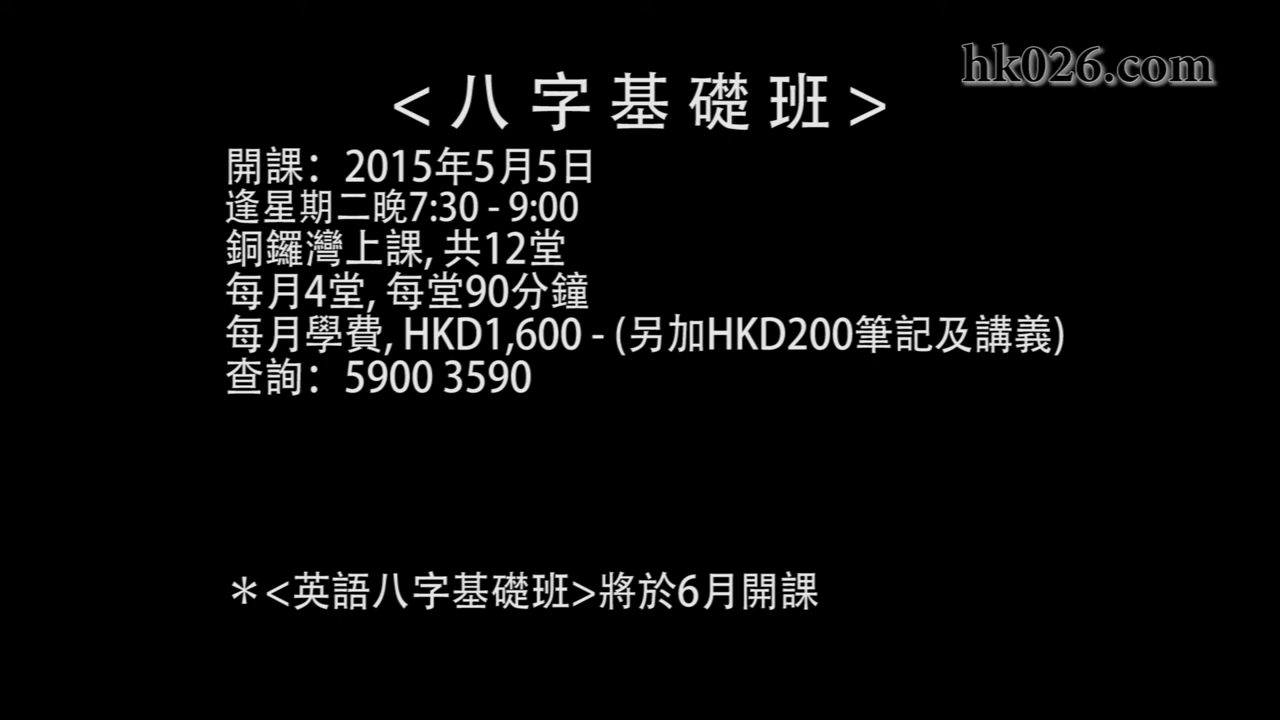 hk026.com
<八字基礎班>
開課：2015年5月5日
逢星期二晚7:30 - 9:00
銅鑼灣上課, 共12堂
每月4堂, 每堂90分鐘
每月學費, HKD1,600 - (另加HKD200筆記及講義)
查詢：5900 3590
＊<英語八字基礎班>將於6月開課